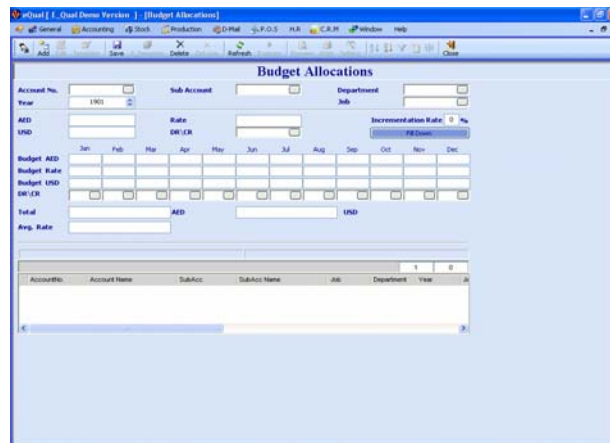 eQual [ E_Qual Demo Version ] - [Budget Allocations]
General Accounting Stock Production D-Mail P.O.S H.R C.R.M Window Help
Add Save Delete Refresh Close
Budget Allocations
Account No. Sub Account Department
Year 1901 Job
AED Rate Incrementation Rate 0 %
USD DR\CR Fill Down
Jan Feb Mar Apr May Jun Jul Aug Sep Oct Nov Dec
Budget AED
Budget Rate
Budget USD
DR\CR
Total AED USD
Avg. Rate
1 0
AccountNo Account Name SubAcc SubAcc Name Job Department Year